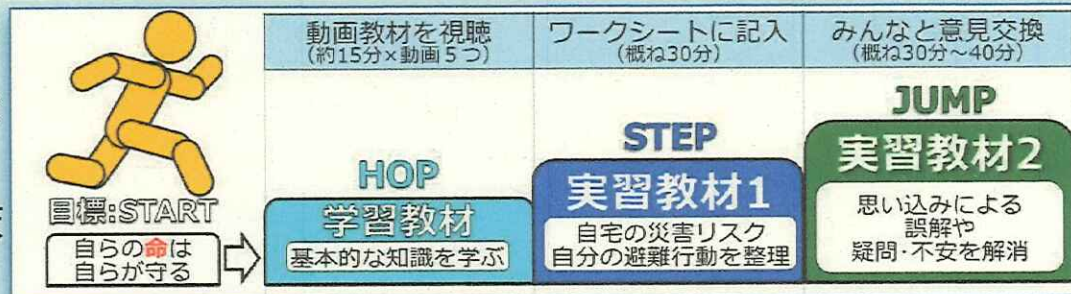 動画教材を視聴
(約15分×動画５つ)
ワークシートに記入
(概ね30分)
みんなと意見交換
(概ね30分～40分)
目標:START
自らの命は
自らが守る
HOP
学習教材
基本的な知識を学ぶ
STEP
実習教材1
自宅の災害リスク
自分の避難行動を整理
JUMP
実習教材2
思い込みによる
誤解や
疑問･不安を解消